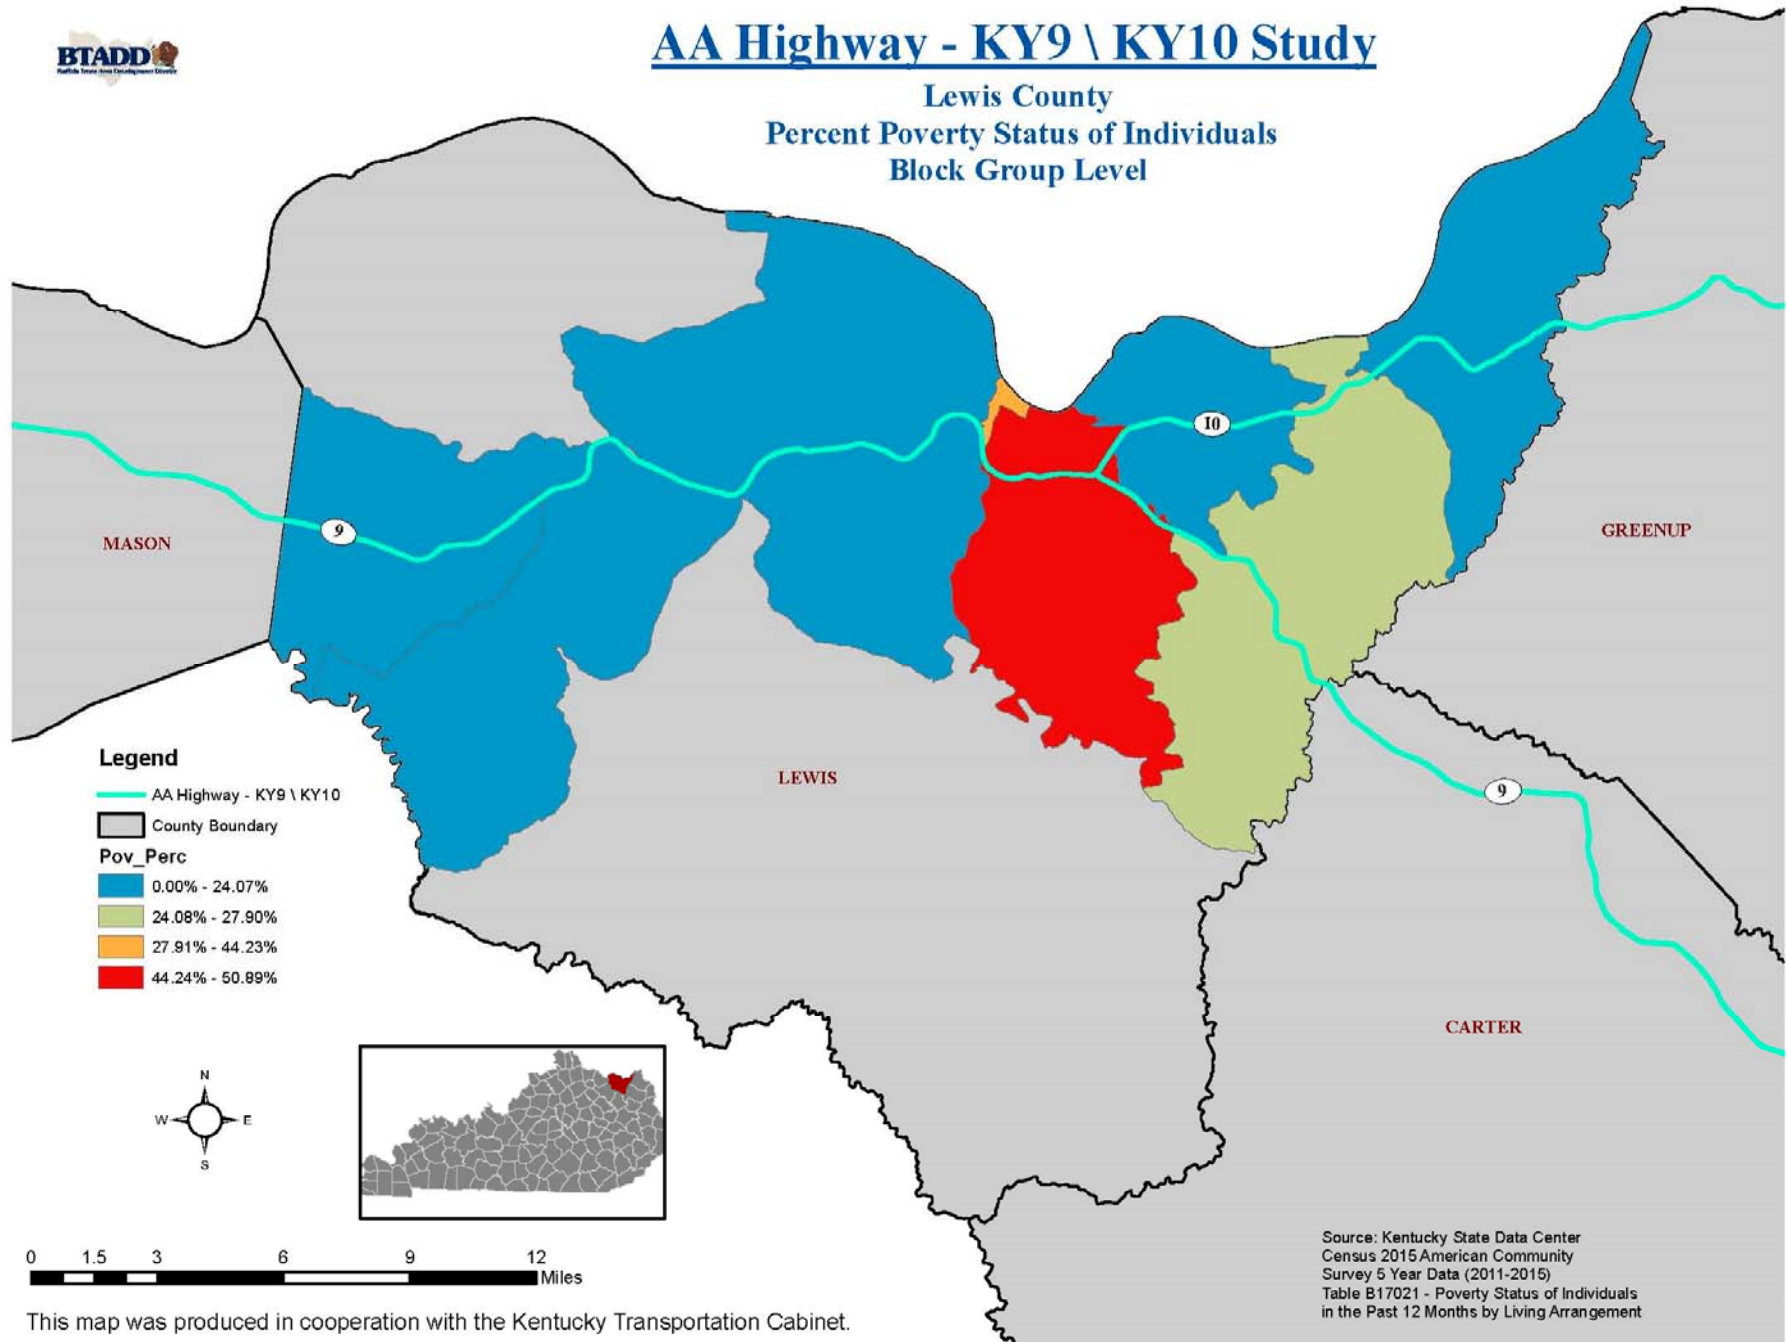 BTADD
Buffalo Trace Area Development District
AA Highway - KY9 \ KY10 Study
Lewis County
Percent Poverty Status of Individuals
Block Group Level
10
9
MASON
GREENUP
LEWIS
9
CARTER
Legend
AA Highway - KY9 \ KY10
County Boundary
Pov_Perc
0.00% - 24.07%
24.08% - 27.90%
27.91% - 44.23%
44.24% - 50.89%
N
W E
S
0 1.5 3 6 9 12
Miles
This map was produced in cooperation with the Kentucky Transportation Cabinet.
Source: Kentucky State Data Center
Census 2015 American Community
Survey 5 Year Data (2011-2015)
Table B17021 - Poverty Status of Individuals
in the Past 12 Months by Living Arrangement